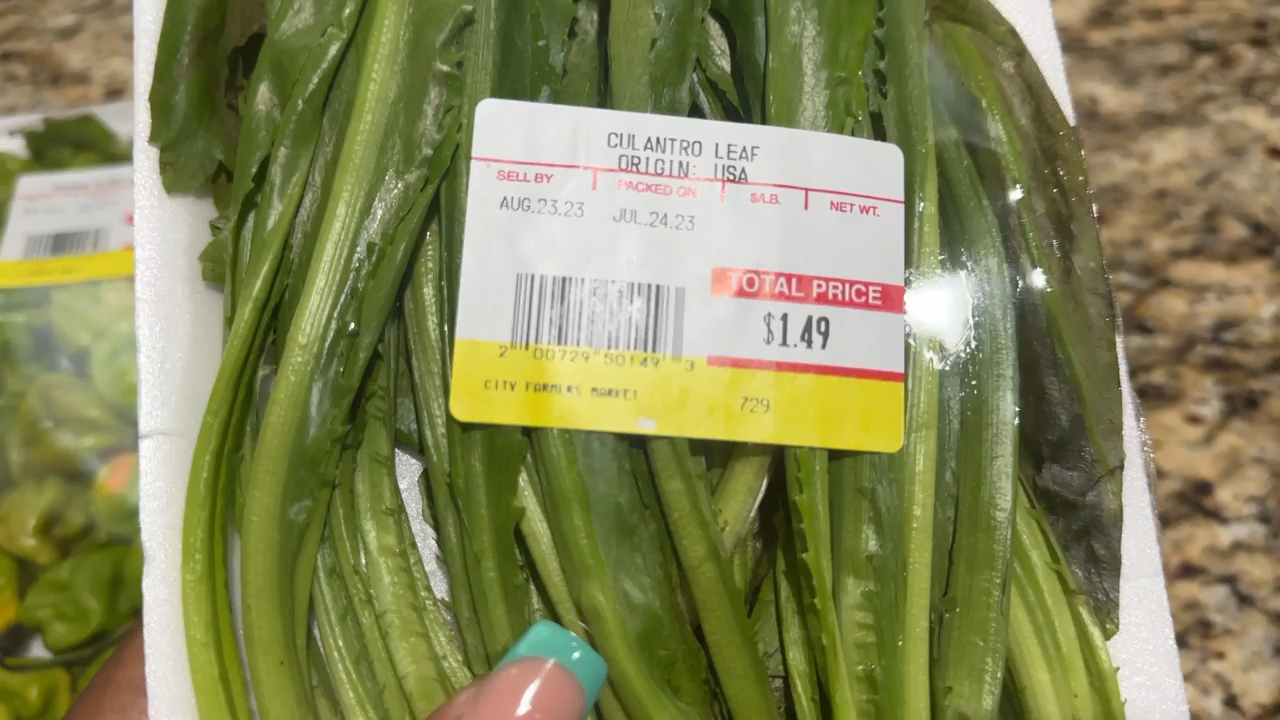 CULANTRO LEAF
ORIGIN: USA
SELL BY PACKED ON $/LB. NET WT.
AUG.23.23 JUL.24.23
TOTAL PRICE
$1.49
2 00729 50149 3
CITY FARMERS MARKET 729